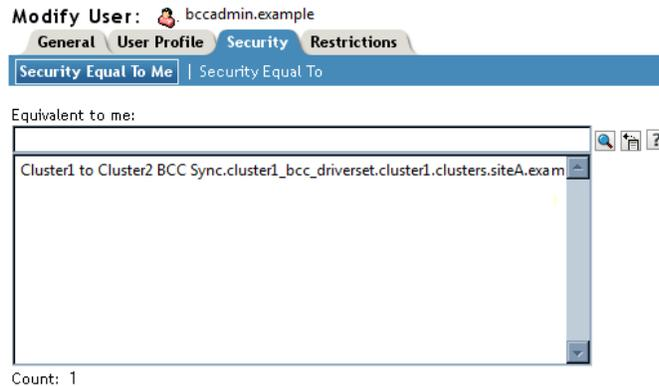 Modify User: bccadmin.example
General User Profile Security Restrictions
Security Equal To Me | Security Equal To
Equivalent to me:
?
Cluster1 to Cluster2 BCC Sync.cluster1_bcc_driverset.cluster1.clusters.siteA.exam
Count: 1